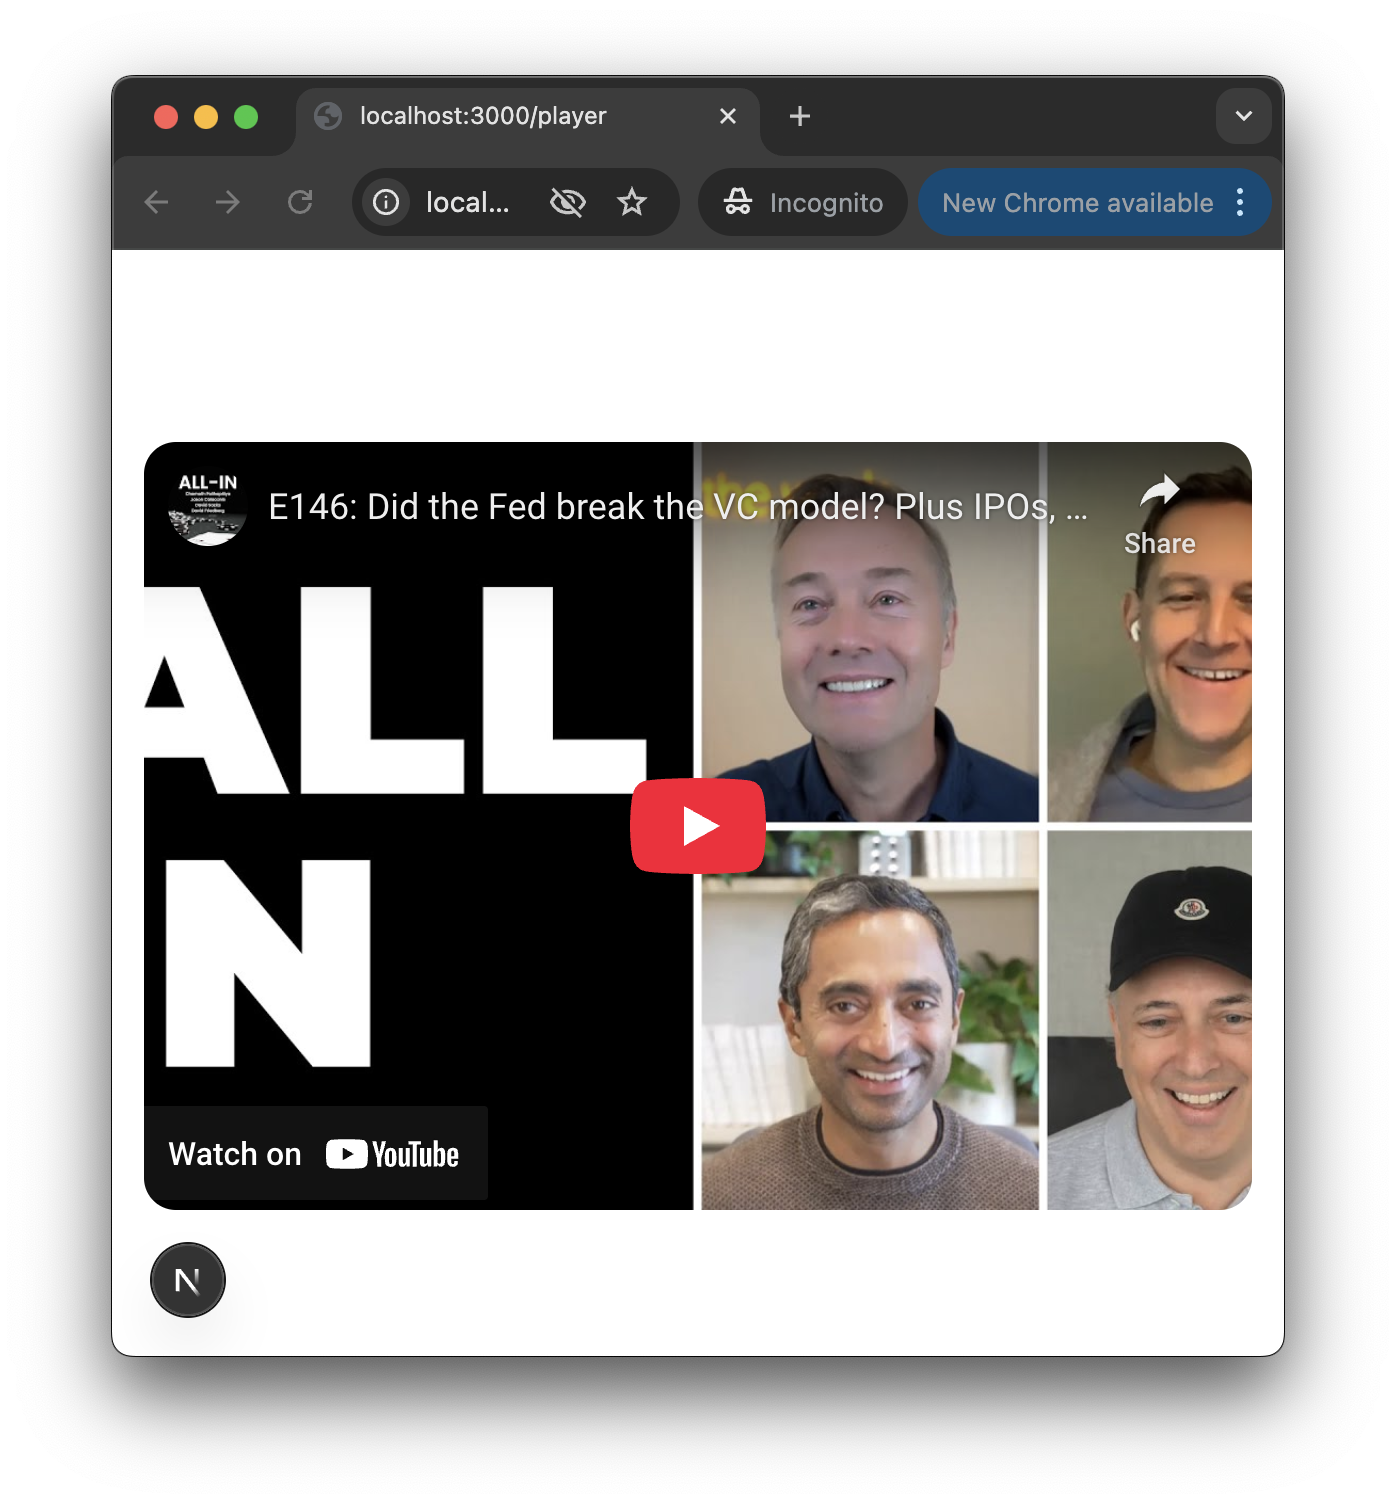 localhost:3000/player
local...
Incognito
New Chrome available
ALL-IN
E146: Did the Fed break the VC model? Plus IPOs, ...
Share
ALL
IN
Watch on YouTube
N